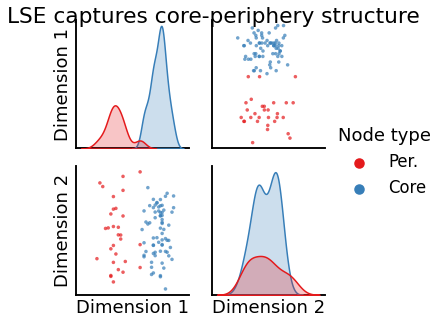 LSE captures core-periphery structure
Dimension 1
Node type
Per.
Core
Dimension 2
Dimension 1
Dimension 2